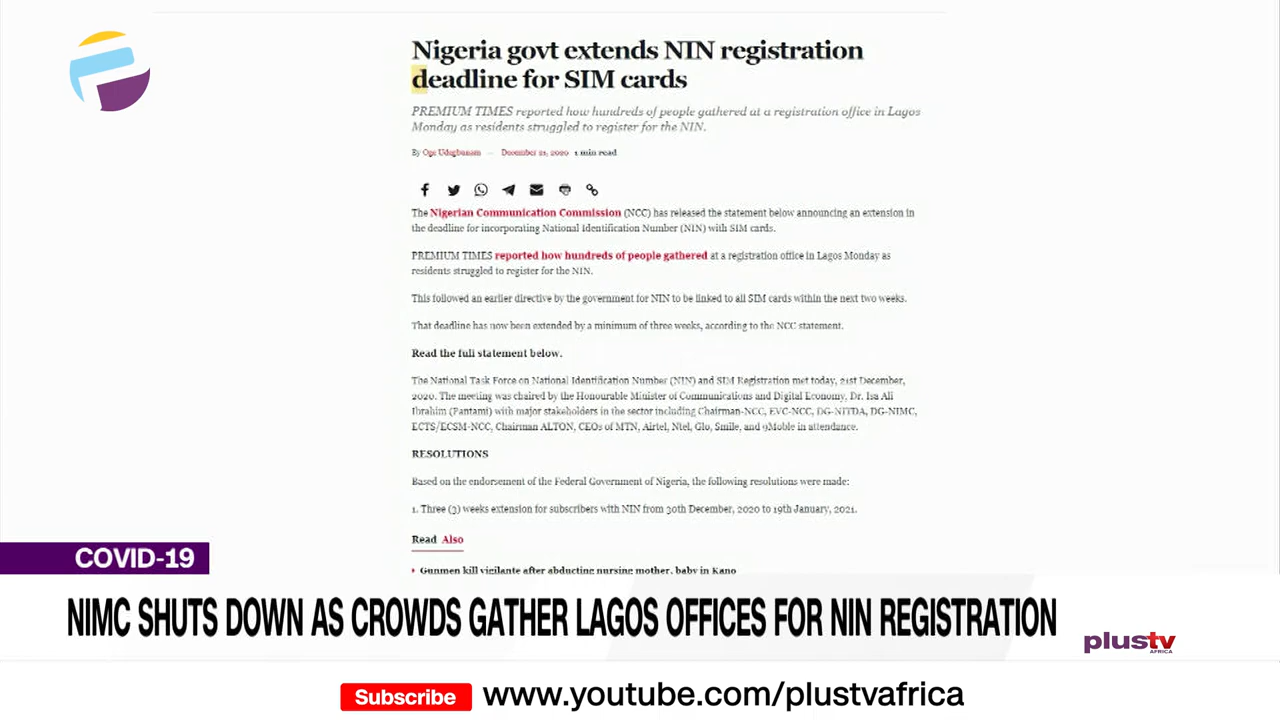 Nigeria govt extends NIN registration
deadline for SIM cards
PREMIUM TIMES reported how hundreds of people gathered at a registration office in Lagos
Monday as residents struggled to register for the NIN.
By Oge Udegbunam — December 21, 2020 1 min read
The Nigerian Communication Commission (NCC) has released the statement below announcing an extension in
the deadline for incorporating National Identification Number (NIN) with SIM cards.
PREMIUM TIMES reported how hundreds of people gathered at a registration office in Lagos Monday as
residents struggled to register for the NIN.
This followed an earlier directive by the government for NIN to be linked to all SIM cards within the next two weeks.
That deadline has now been extended by a minimum of three weeks, according to the NCC statement.
Read the full statement below.
The National Task Force on National Identification Number (NIN) and SIM Registration met today, 21st December,
2020. The meeting was chaired by the Honourable Minister of Communications and Digital Economy, Dr. Isa Ali
Ibrahim (Pantami) with major stakeholders in the sector including Chairman-NCC, EVC-NCC, DG-NITDA, DG-NIMC,
ECTS/ECSM-NCC, Chairman ALTON, CEOs of MTN, Airtel, Ntel, Glo, Smile, and 9Moble in attendance.
RESOLUTIONS
Based on the endorsement of the Federal Government of Nigeria, the following resolutions were made:
1. Three (3) weeks extension for subscribers with NIN from 30th December, 2020 to 19th January, 2021.
Read Also
Gunmen kill vigilante after abducting nursing mother, baby in Kano
COVID-19
NIMC SHUTS DOWN AS CROWDS GATHER LAGOS OFFICES FOR NIN REGISTRATION
plustv
AFRICA
Subscribe www.youtube.com/plustvafrica